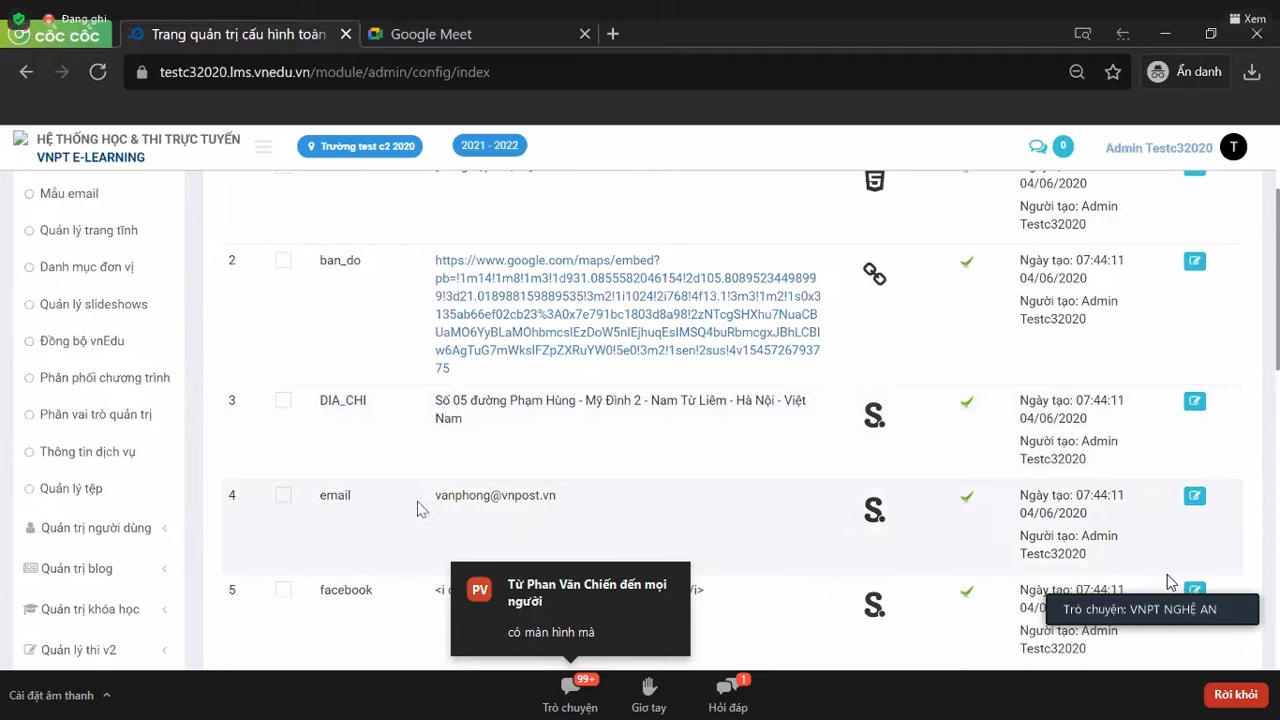 Đang ghi
Xem
cốc cốc
Trang quản trị cấu hình toàn
Google Meet
testc32020.lms.vnedu.vn/module/admin/config/index
Ẩn danh
HỆ THỐNG HỌC & THI TRỰC TUYẾN
VNPT E-LEARNING
Trường test c2 2020
2021 - 2022
0
Admin Testc32020
T
Mẫu email
Quản lý trang tĩnh
Danh mục đơn vị
Quản lý slideshows
Đồng bộ vnEdu
Phân phối chương trình
Phân vai trò quản trị
Thông tin dịch vụ
Quản lý tệp
Quản trị người dùng
Quản trị blog
Quản trị khóa học
Quản lý thi v2
04/06/2020
Người tạo: Admin
Testc32020
2
ban_do
https://www.google.com/maps/embed?
pb=!1m14!1m8!1m3!1d931.0855582046154!2d105.8089523449899
9!3d21.018988159889535!3m2!1i1024!2i768!4f13.1!3m3!1m2!1s0x3
135ab66ef02cb23%3A0x7e791bc1803d8a98!2zNTcgSHXhu7NuaCB
UaMO6YyBLaMOhbmcsIEzDoW5nIEjhuqEsIMSQ4buRbmcgxJBhLCBI
w6AgTuG7mWksIFZpZXRuYW0!5e0!3m2!1sen!2sus!4v15457267937
75
Ngày tạo: 07:44:11
04/06/2020
Người tạo: Admin
Testc32020
3
DIA_CHI
Số 05 đường Phạm Hùng - Mỹ Đình 2 - Nam Từ Liêm - Hà Nội - Việt
Nam
Ngày tạo: 07:44:11
04/06/2020
Người tạo: Admin
Testc32020
4
email
vanphong@vnpost.vn
Ngày tạo: 07:44:11
04/06/2020
Người tạo: Admin
Testc32020
5
facebook
<i c
/i>
Ngày tạo: 07:44:11
04/0
Người tạo: Admin
Testc32020
PV
Từ Phan Văn Chiến đến mọi
người
có màn hình mà
Trò chuyện: VNPT NGHỆ AN
Cài đặt âm thanh
99+
Trò chuyện
Giơ tay
1
Hỏi đáp
Rời khỏi